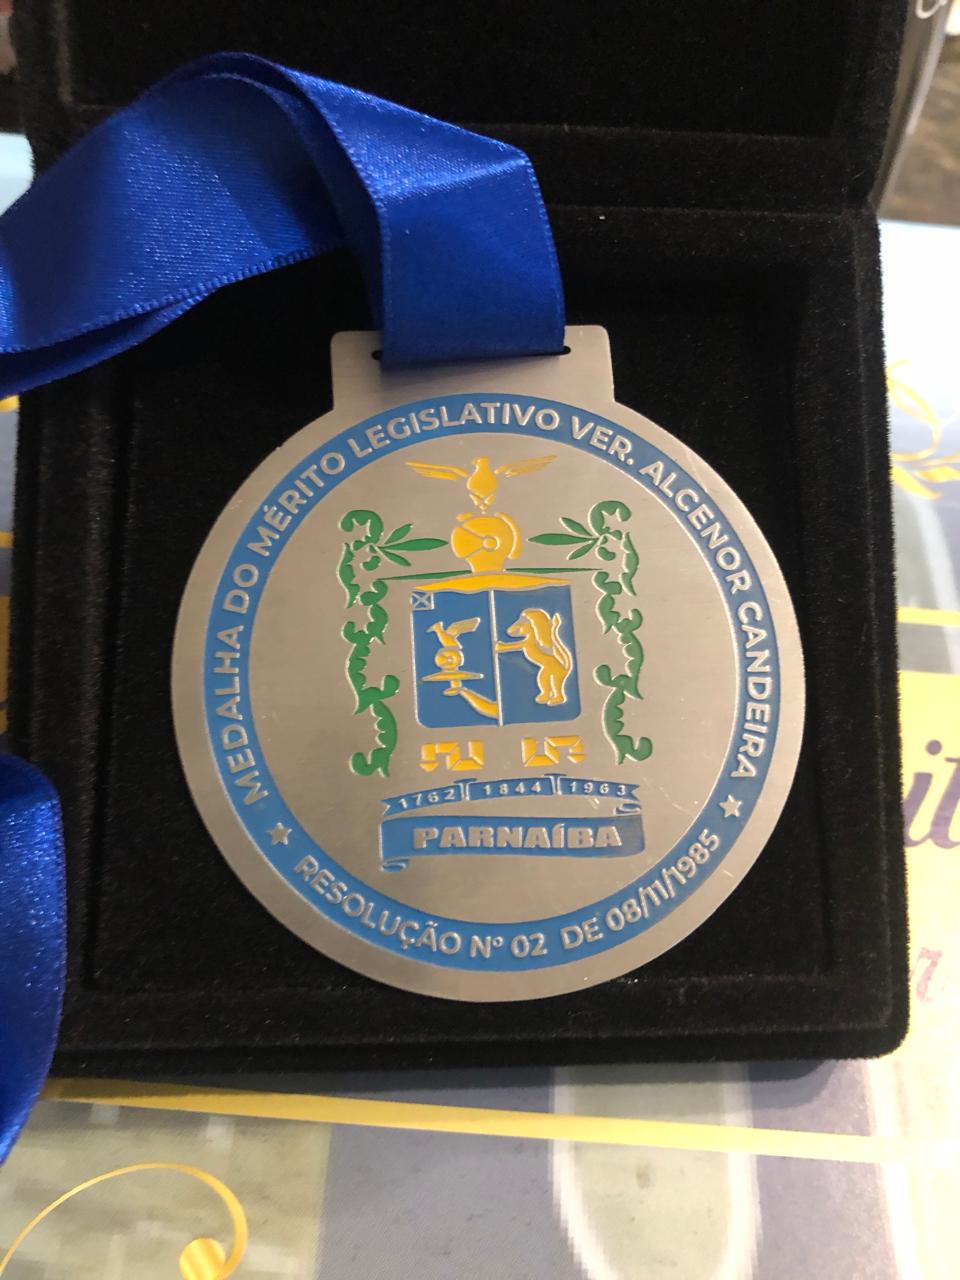 MEDALHA DO MÉRITO LEGISLATIVO VER. ALCENOR CANDEIRA
1762 1844 1963
PARNAÍBA
RESOLUÇÃO Nº 02 DE 08/11/1985